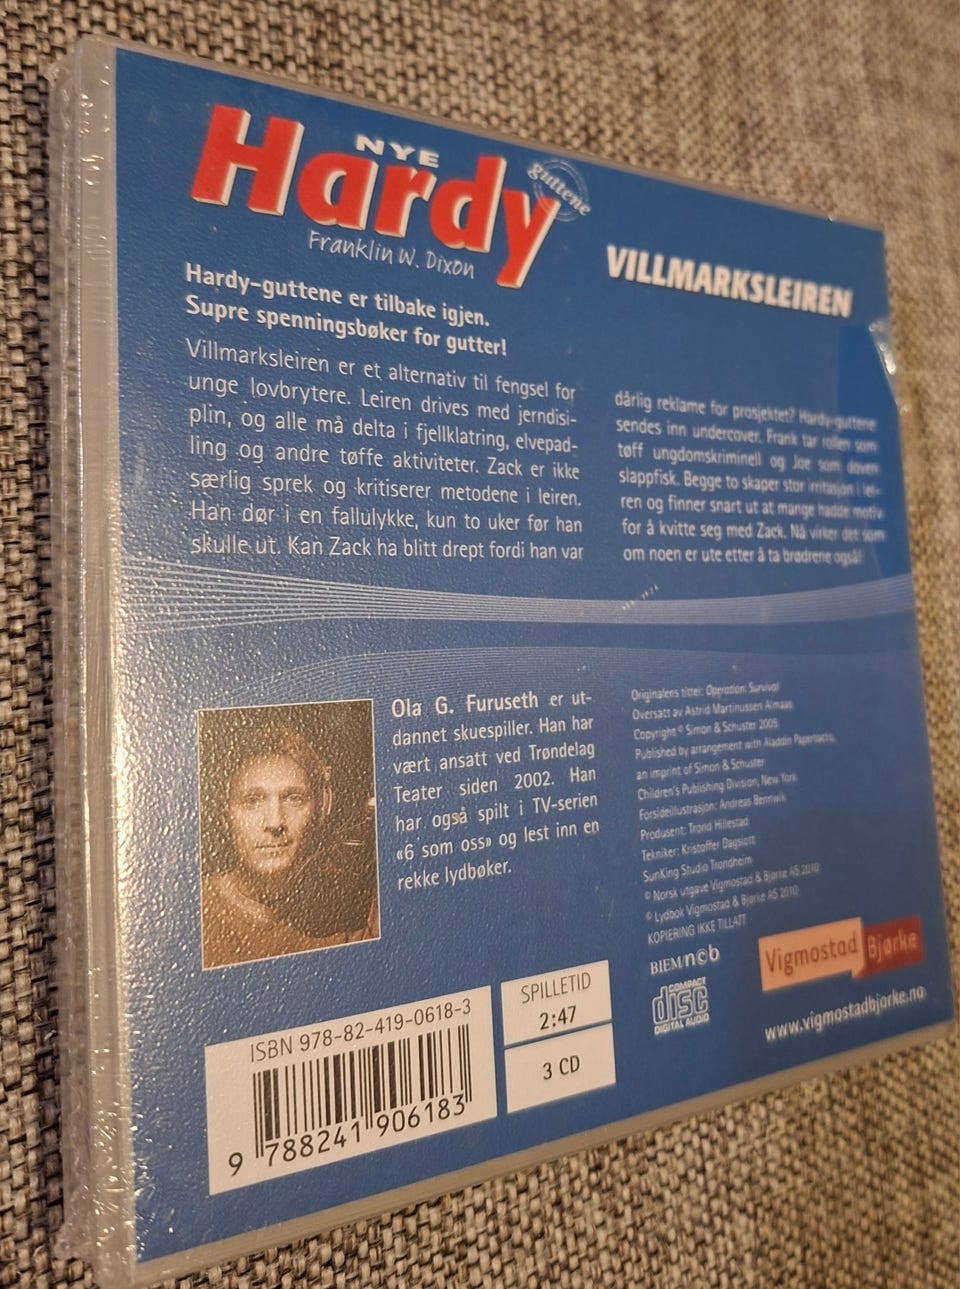 NYE
Hardy
guttene
Franklin W. Dixon
VILLMARKSLEIREN
Hardy-guttene er tilbake igjen.
Supre spenningsbøker for gutter!
Villmarksleiren er et alternativ til fengsel for
unge lovbrytere. Leiren drives med jerndisi-
plin, og alle må delta i fjellklatring, elvepad-
ling og andre tøffe aktiviteter. Zack er ikke
særlig sprek og kritiserer metodene i leiren.
Han dør i en fallulykke, kun to uker før han
skulle ut. Kan Zack ha blitt drept fordi han var
dårlig reklame for prosjektet? Hardy-guttene
sendes inn undercover. Frank tar rollen som
tøff ungdomskriminell og Joe som doven
slappfisk. Begge to skaper stor irritasjon i lei-
ren og finner snart ut at mange hadde motiv
for å kvitte seg med Zack. Nå virker det som
om noen er ute etter å ta brødrene også!
Ola G. Furuseth er ut-
dannet skuespiller. Han har
vært ansatt ved Trøndelag
Teater siden 2002. Han
har også spilt i TV-serien
«6 som oss» og lest inn en
rekke lydbøker.
Originalens tittel: Operation: Survival
Oversatt av Astrid Martinussen Almaas
Copyright © Simon & Schuster 2005
Published by arrangement with Aladdin Paperbacks,
an imprint of Simon & Schuster
Children's Publishing Division, New York
Forsideillustrasjon: Andreas Bennwik
Produsent: Trond Hillestad
Tekniker: Kristoffer Dagslott
SunKing Studio Trondheim
© Norsk utgave Vigmostad & Bjørke AS 2010
© Lydbok Vigmostad & Bjørke AS 2010
KOPIERING IKKE TILLATT
BIEM/ncb
COMPACT
disc
DIGITAL AUDIO
Vigmostad Bjørke
www.vigmostadbjorke.no
ISBN 978-82-419-0618-3
9 788241 906183
SPILLETID
2:47
3 CD